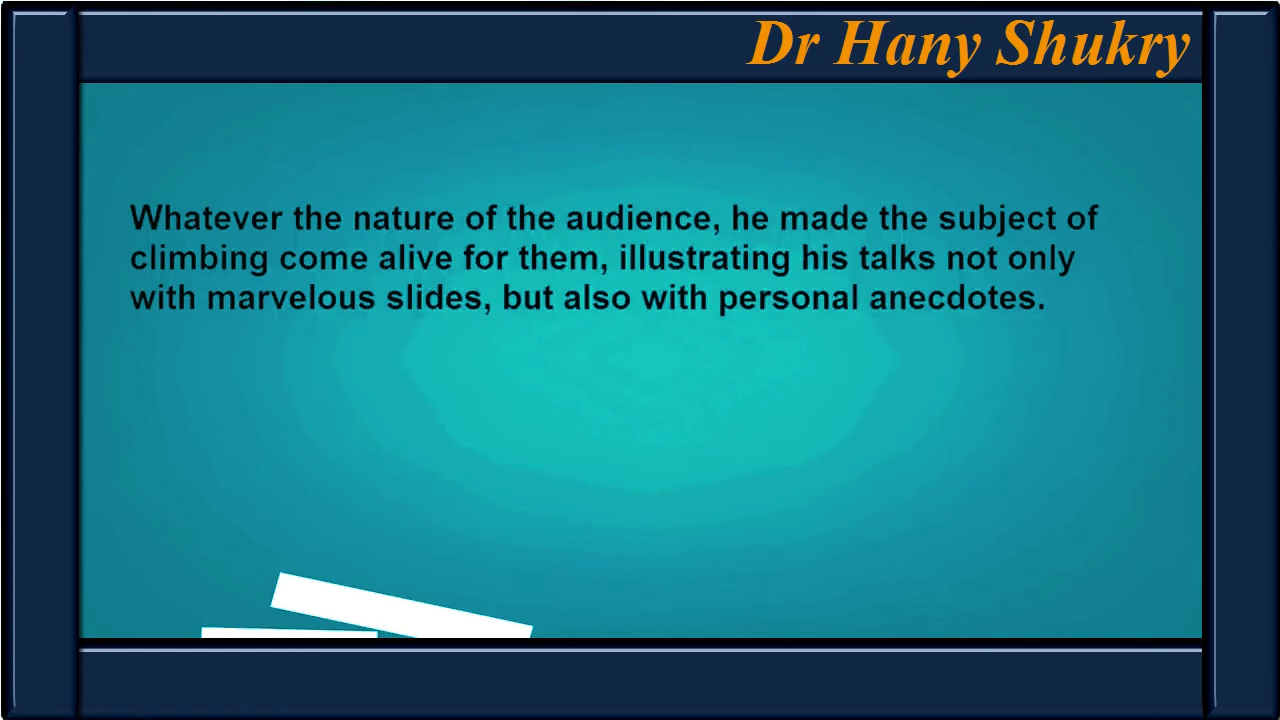 Dr Hany Shukry
Whatever the nature of the audience, he made the subject of
climbing come alive for them, illustrating his talks not only
with marvelous slides, but also with personal anecdotes.